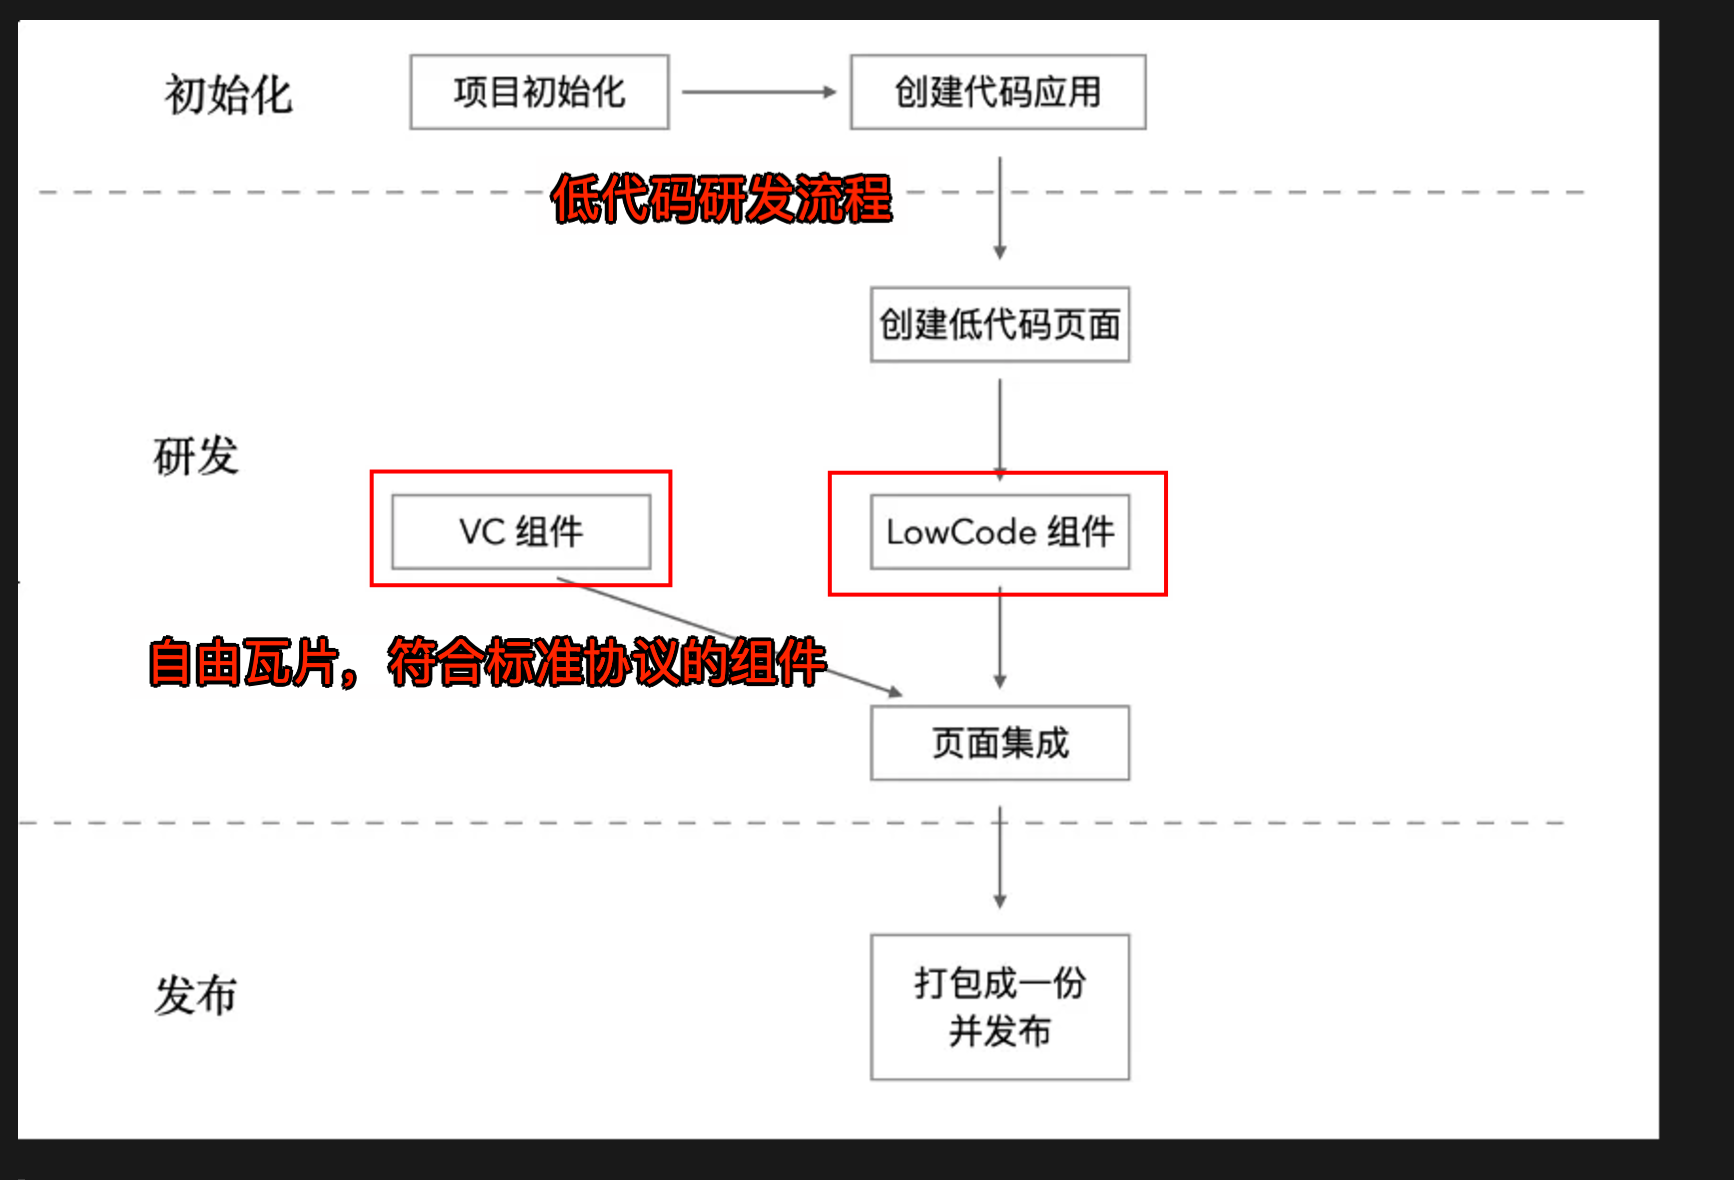 初始化
项目初始化
创建代码应用
低代码研发流程
创建低代码页面
研发
VC 组件
LowCode 组件
自由瓦片，符合标准协议的组件
页面集成
发布
打包成一份
并发布